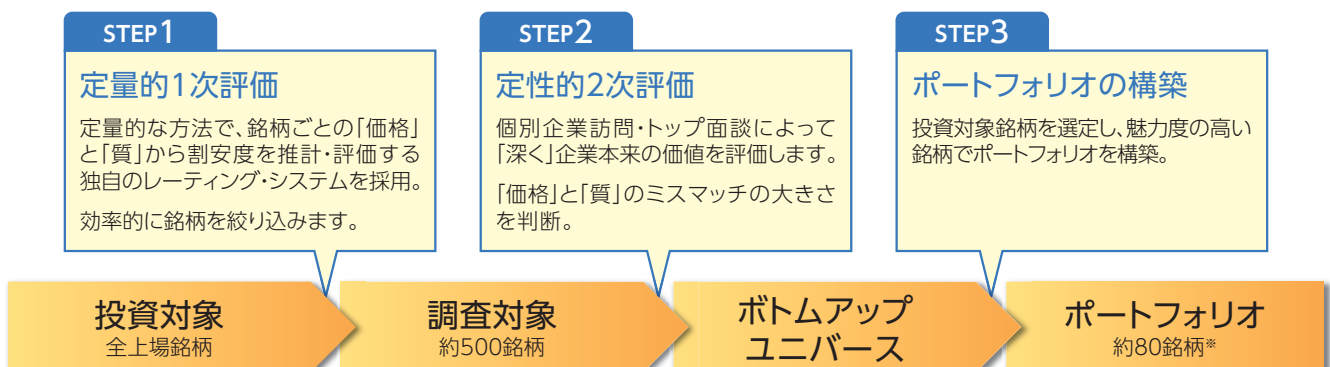 STEP1
定量的1次評価
定量的な方法で、銘柄ごとの「価格」
と「質」から割安度を推計・評価する
独自のレーティング・システムを採用。
効率的に銘柄を絞り込みます。
STEP2
定性的2次評価
個別企業訪問・トップ面談によって
「深く」企業本来の価値を評価します。
「価格」と「質」のミスマッチの大きさ
を判断。
STEP3
ポートフォリオの構築
投資対象銘柄を選定し、魅力度の高い
銘柄でポートフォリオを構築。
投資対象
全上場銘柄
調査対象
約500銘柄
ボトムアップ
ユニバース
ポートフォリオ
約80銘柄※